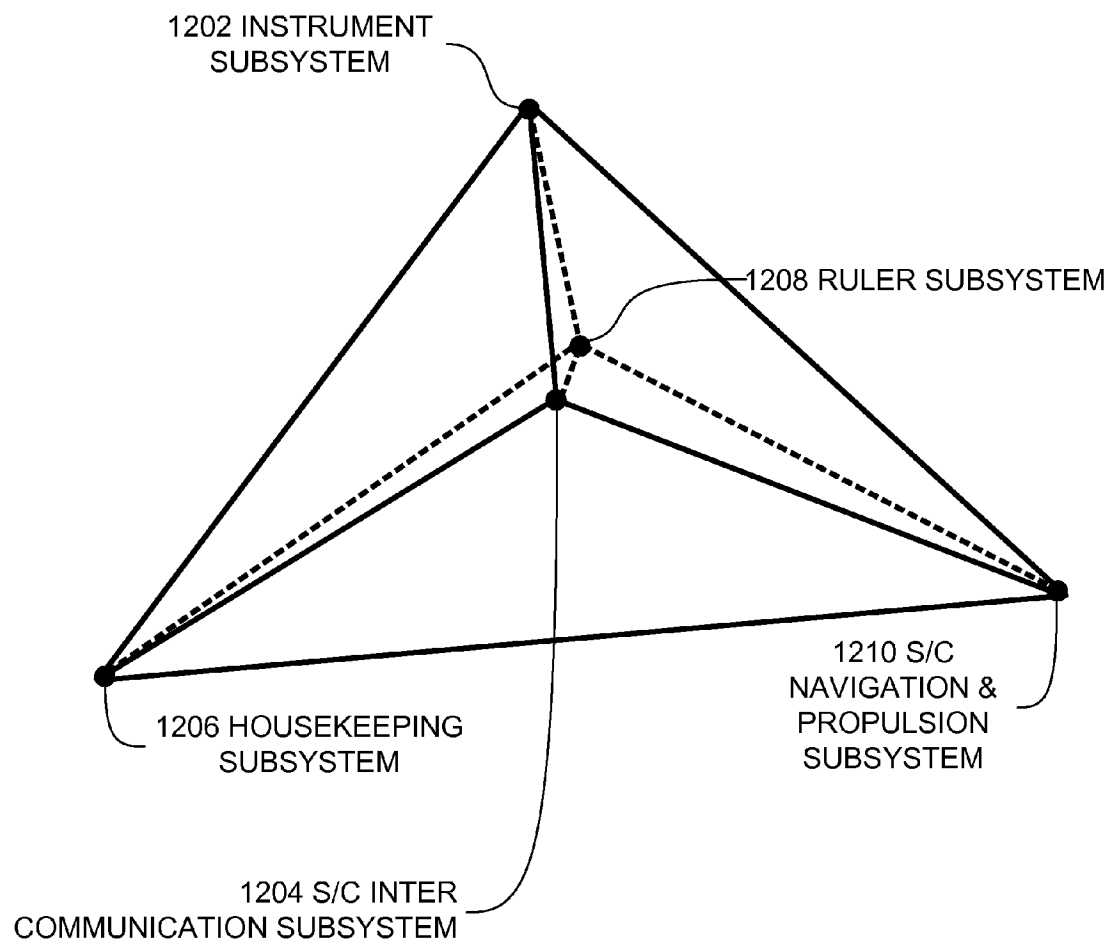 1202 INSTRUMENT
SUBSYSTEM
1208 RULER SUBSYSTEM
1210 S/C
NAVIGATION &
PROPULSION
SUBSYSTEM
1206 HOUSEKEEPING
SUBSYSTEM
1204 S/C INTER
COMMUNICATION SUBSYSTEM